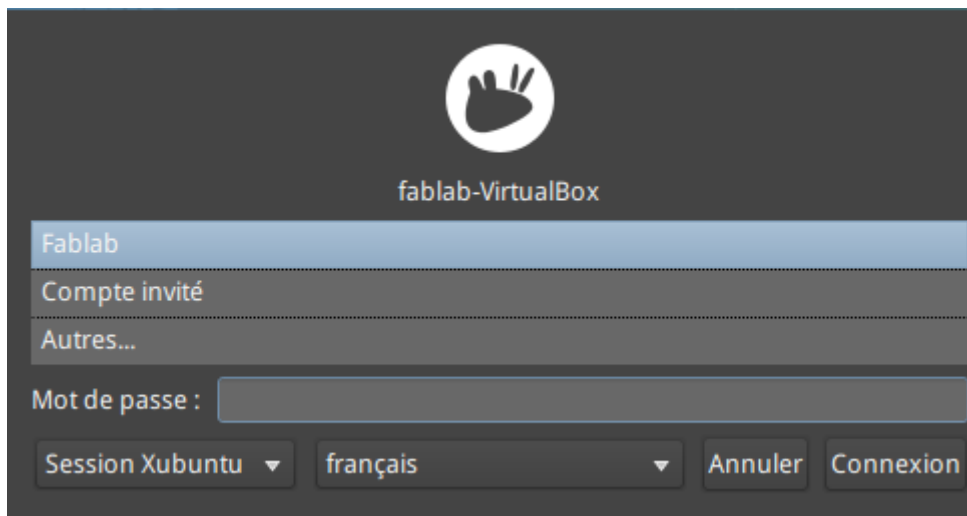 fablab-VirtualBox
Fablab
Compte invité
Autres...
Mot de passe :
Session Xubuntu français Annuler Connexion